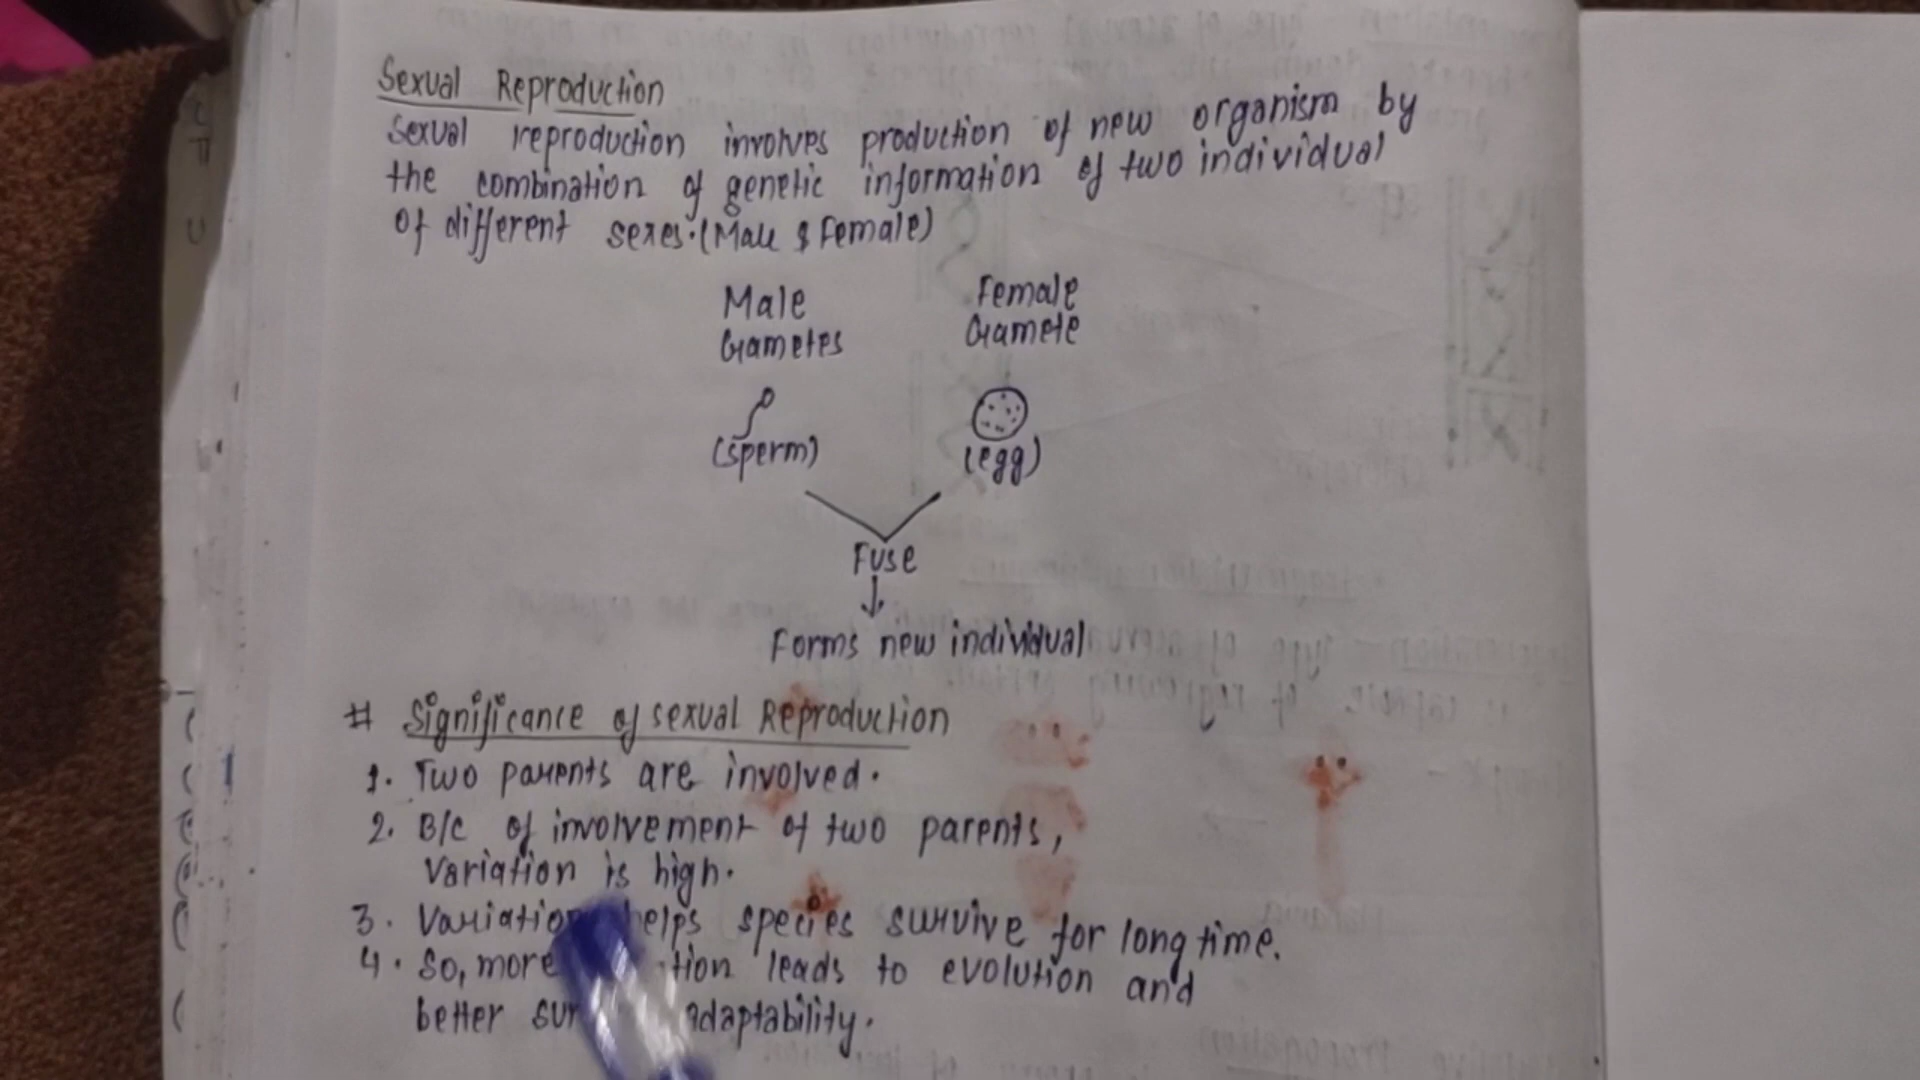 Sexual Reproduction
Sexual reproduction involves production of new organism by
the combination of genetic information of two individual
of different sexes. (Male & Female)
Male Female
Gametes Gamete
(sperm) (egg)
Fuse
Forms new individual
# Significance of sexual Reproduction
1. Two parents are involved.
2. B/C of involvement of two parents,
variation is high.
3. Variation helps species survive for long time.
4. So, more leads to evolution and
better adaptability.